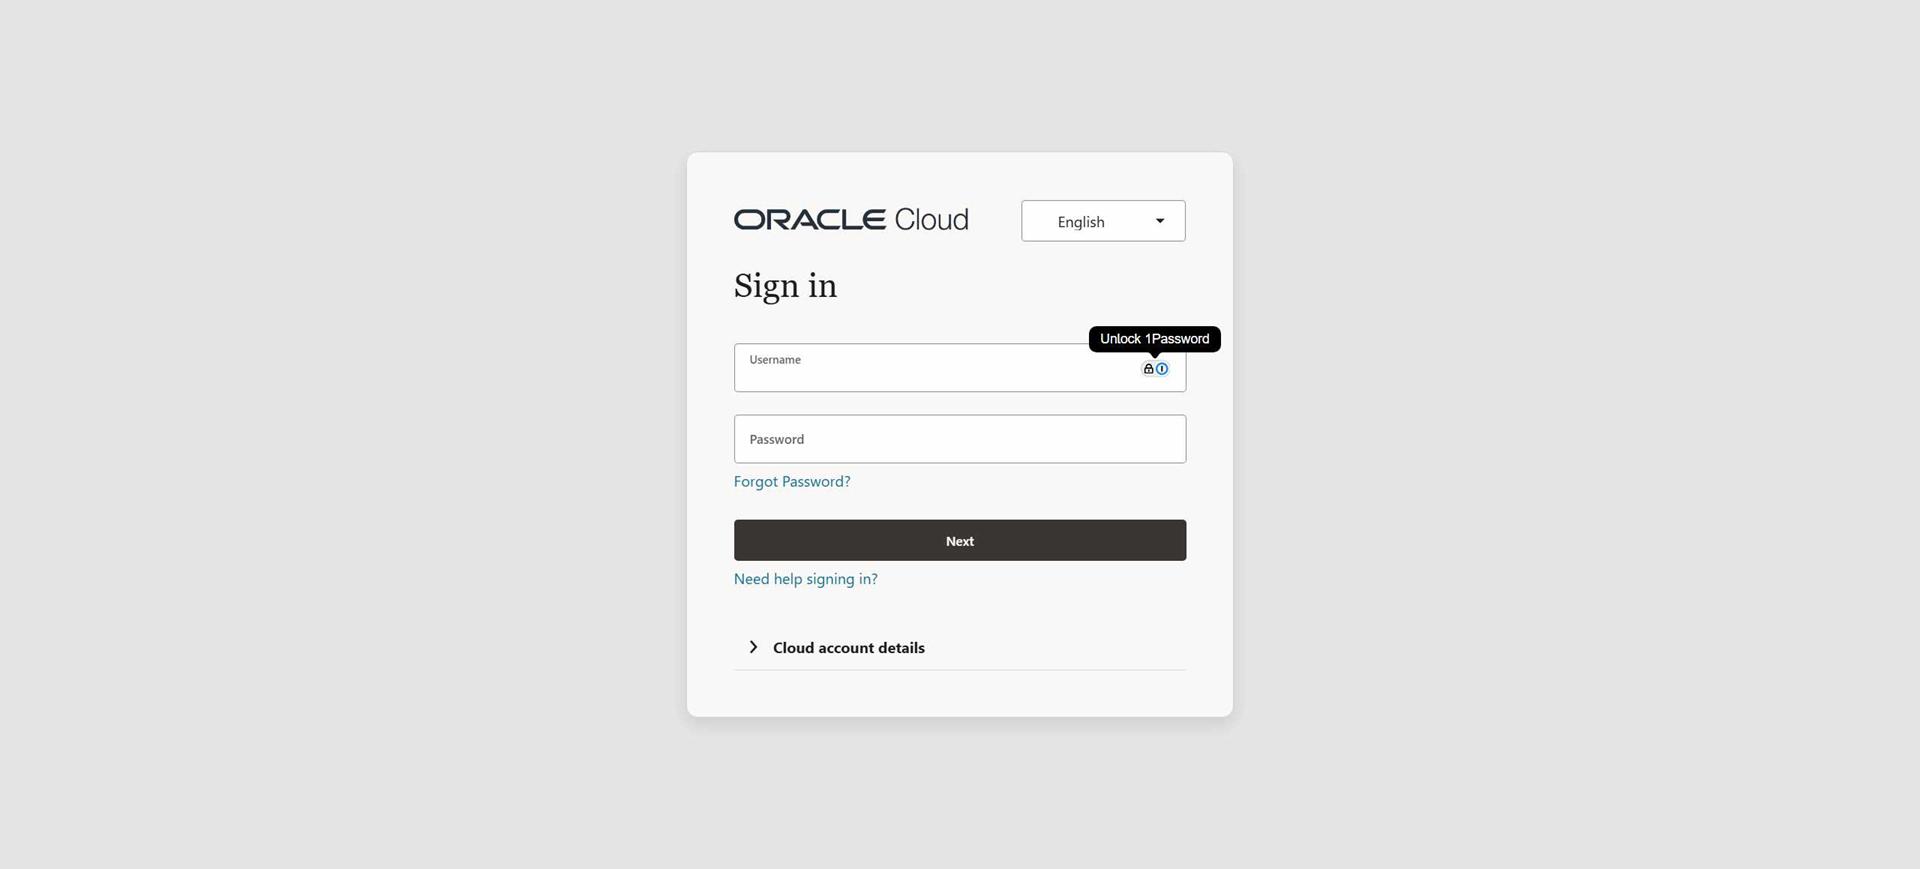 ORACLE Cloud
English
Sign in
Unlock 1Password
Username
Password
Forgot Password?
Next
Need help signing in?
Cloud account details